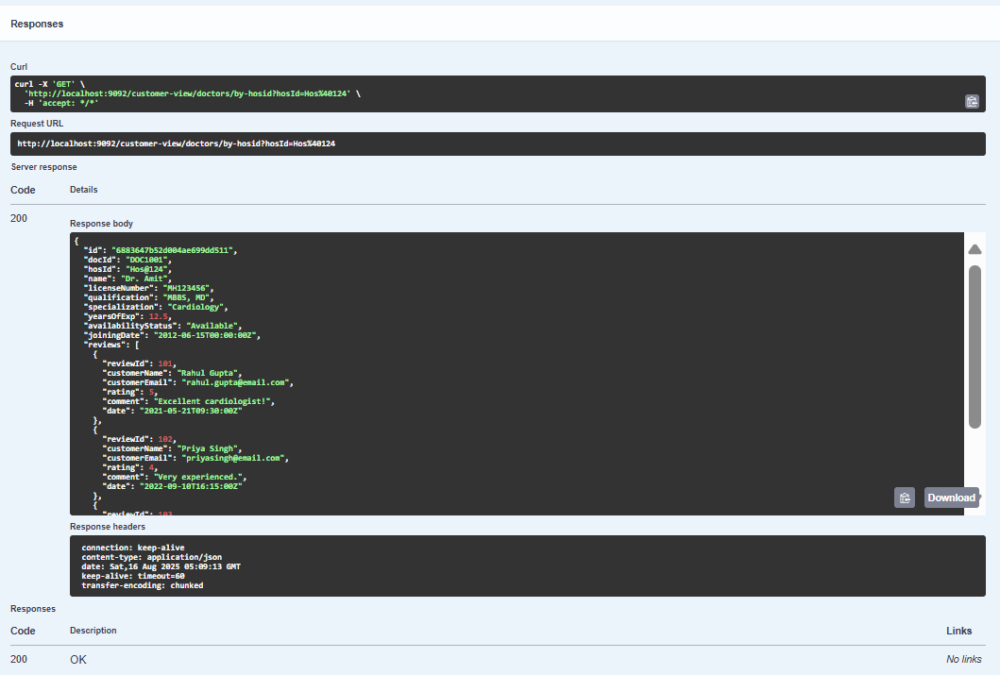 Responses
Curl
curl -X 'GET' \
'http://localhost:9092/customer-view/doctors/by-hosid?hosId=Hos%40124' \
-H 'accept: */*'
Request URL
http://localhost:9092/customer-view/doctors/by-hosid?hosId=Hos%40124
Server response
Code Details
200
Response body
{
"id": "6883647b52d004ae699dd511",
"docId": "DOC1001",
"hosId": "Hos@124",
"name": "Dr. Amit",
"licenseNumber": "MH123456",
"qualification": "MBBS, MD",
"specialization": "Cardiology",
"yearsOfExp": 12.5,
"availabilityStatus": "Available",
"joiningDate": "2012-06-15T00:00:00Z",
"reviews": [
{
"reviewId": 101,
"customerName": "Rahul Gupta",
"customerEmail": "rahul.gupta@email.com",
"rating": 5,
"comment": "Excellent cardiologist!",
"date": "2021-05-21T09:30:00Z"
},
{
"reviewId": 102,
"customerName": "Priya Singh",
"customerEmail": "priyasingh@email.com",
"rating": 4,
"comment": "Very experienced.",
"date": "2022-09-10T16:15:00Z"
},
{
"reviewId": 103
Download
Response headers
connection: keep-alive
content-type: application/json
date: Sat,16 Aug 2025 05:09:13 GMT
keep-alive: timeout=60
transfer-encoding: chunked
Responses
Code Description Links
200 OK No links